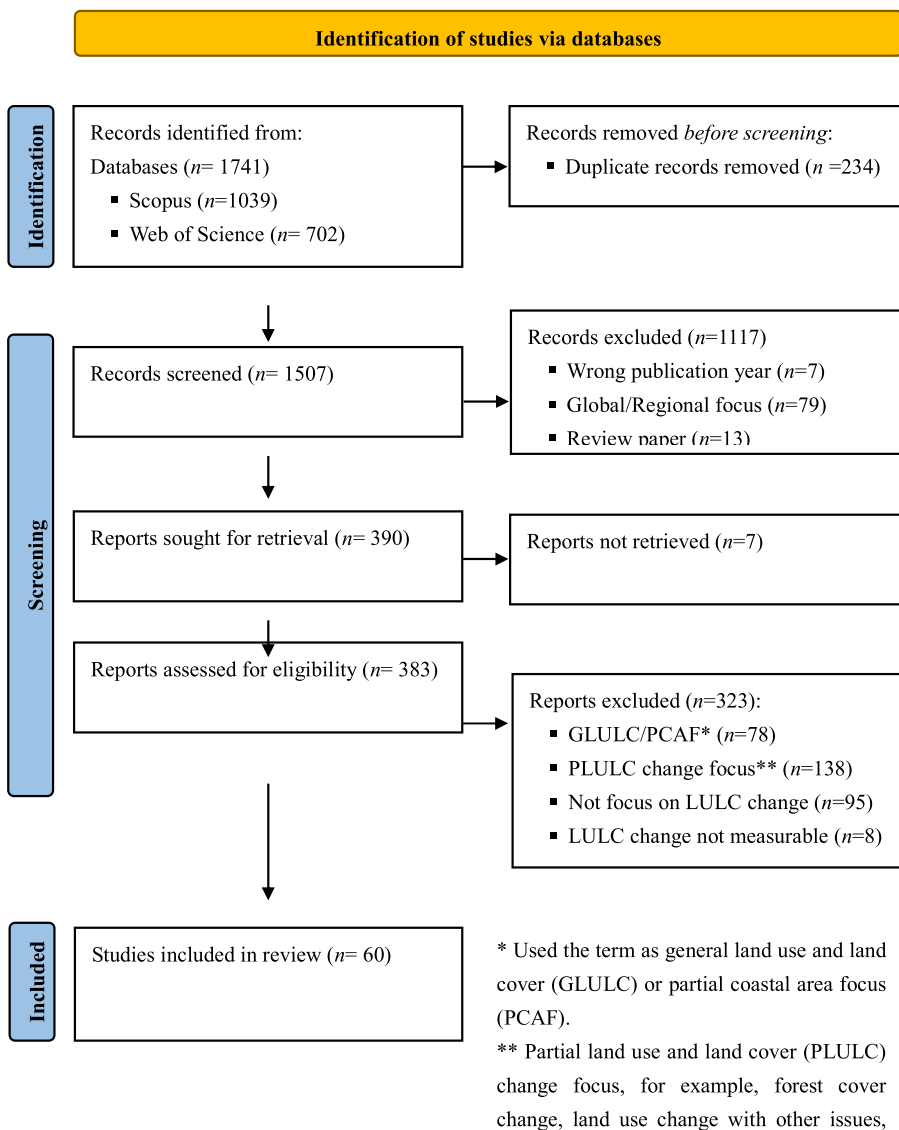 Identification of studies via databases
Identification
Records identified from:
Databases (n= 1741)
▪ Scopus (n=1039)
▪ Web of Science (n= 702)
Records removed before screening:
▪ Duplicate records removed (n =234)
Screening
Records screened (n= 1507)
Records excluded (n=1117)
▪ Wrong publication year (n=7)
▪ Global/Regional focus (n=79)
▪ Review paper (n=13)
Reports sought for retrieval (n= 390)
Reports not retrieved (n=7)
Reports assessed for eligibility (n= 383)
Reports excluded (n=323):
▪ GLULC/PCAF* (n=78)
▪ PLULC change focus** (n=138)
▪ Not focus on LULC change (n=95)
▪ LULC change not measurable (n=8)
Included
Studies included in review (n= 60)
* Used the term as general land use and land
cover (GLULC) or partial coastal area focus
(PCAF).
** Partial land use and land cover (PLULC)
change focus, for example, forest cover
change, land use change with other issues,